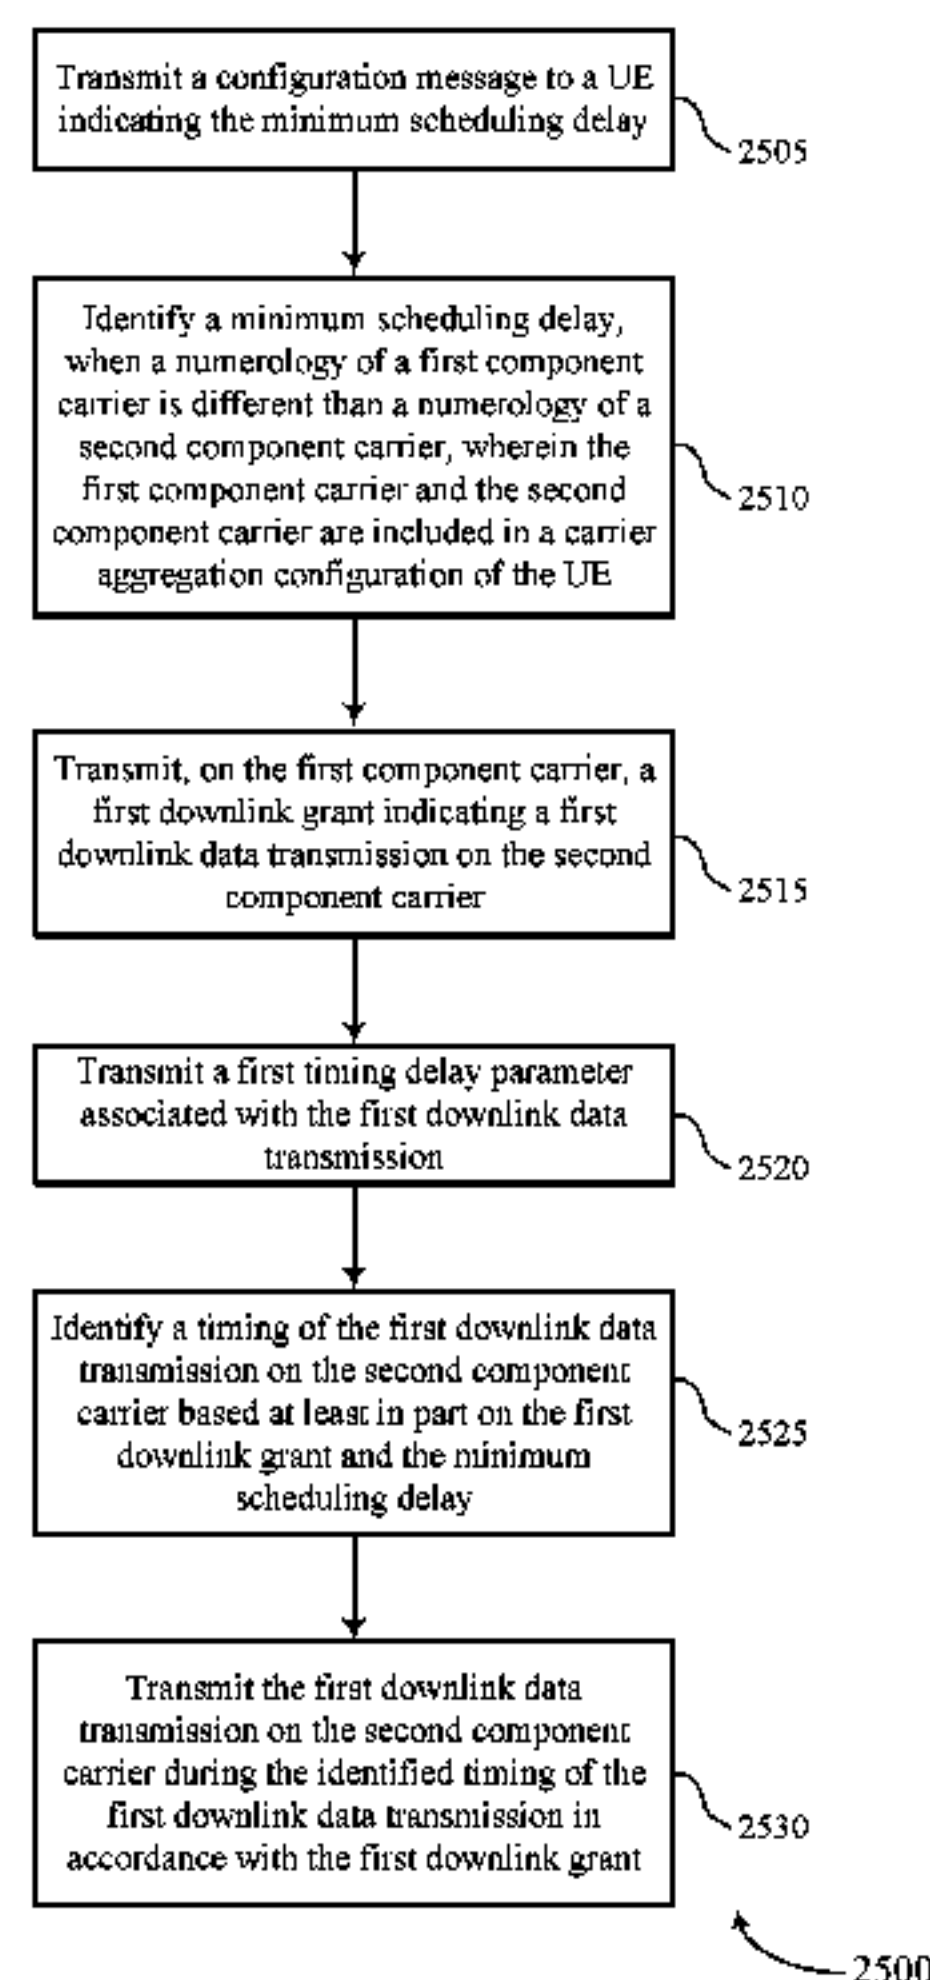 Transmit a configuration message to a UE
indicating the minimum scheduling delay
2505
Identify a minimum scheduling delay,
when a numerology of a first component
carrier is different than a numerology of a
second component carrier, wherein the
first component carrier and the second
component carrier are included in a carrier
aggregation configuration of the UE
2510
Transmit, on the first component carrier, a
first downlink grant indicating a first
downlink data transmission on the second
component carrier
2515
Transmit a first timing delay parameter
associated with the first downlink data
transmission
2520
Identify a timing of the first downlink data
transmission on the second component
carrier based at least in part on the first
downlink grant and the minimum
scheduling delay
2525
Transmit the first downlink data
transmission on the second component
carrier during the identified timing of the
first downlink data transmission in
accordance with the first downlink grant
2530
2500